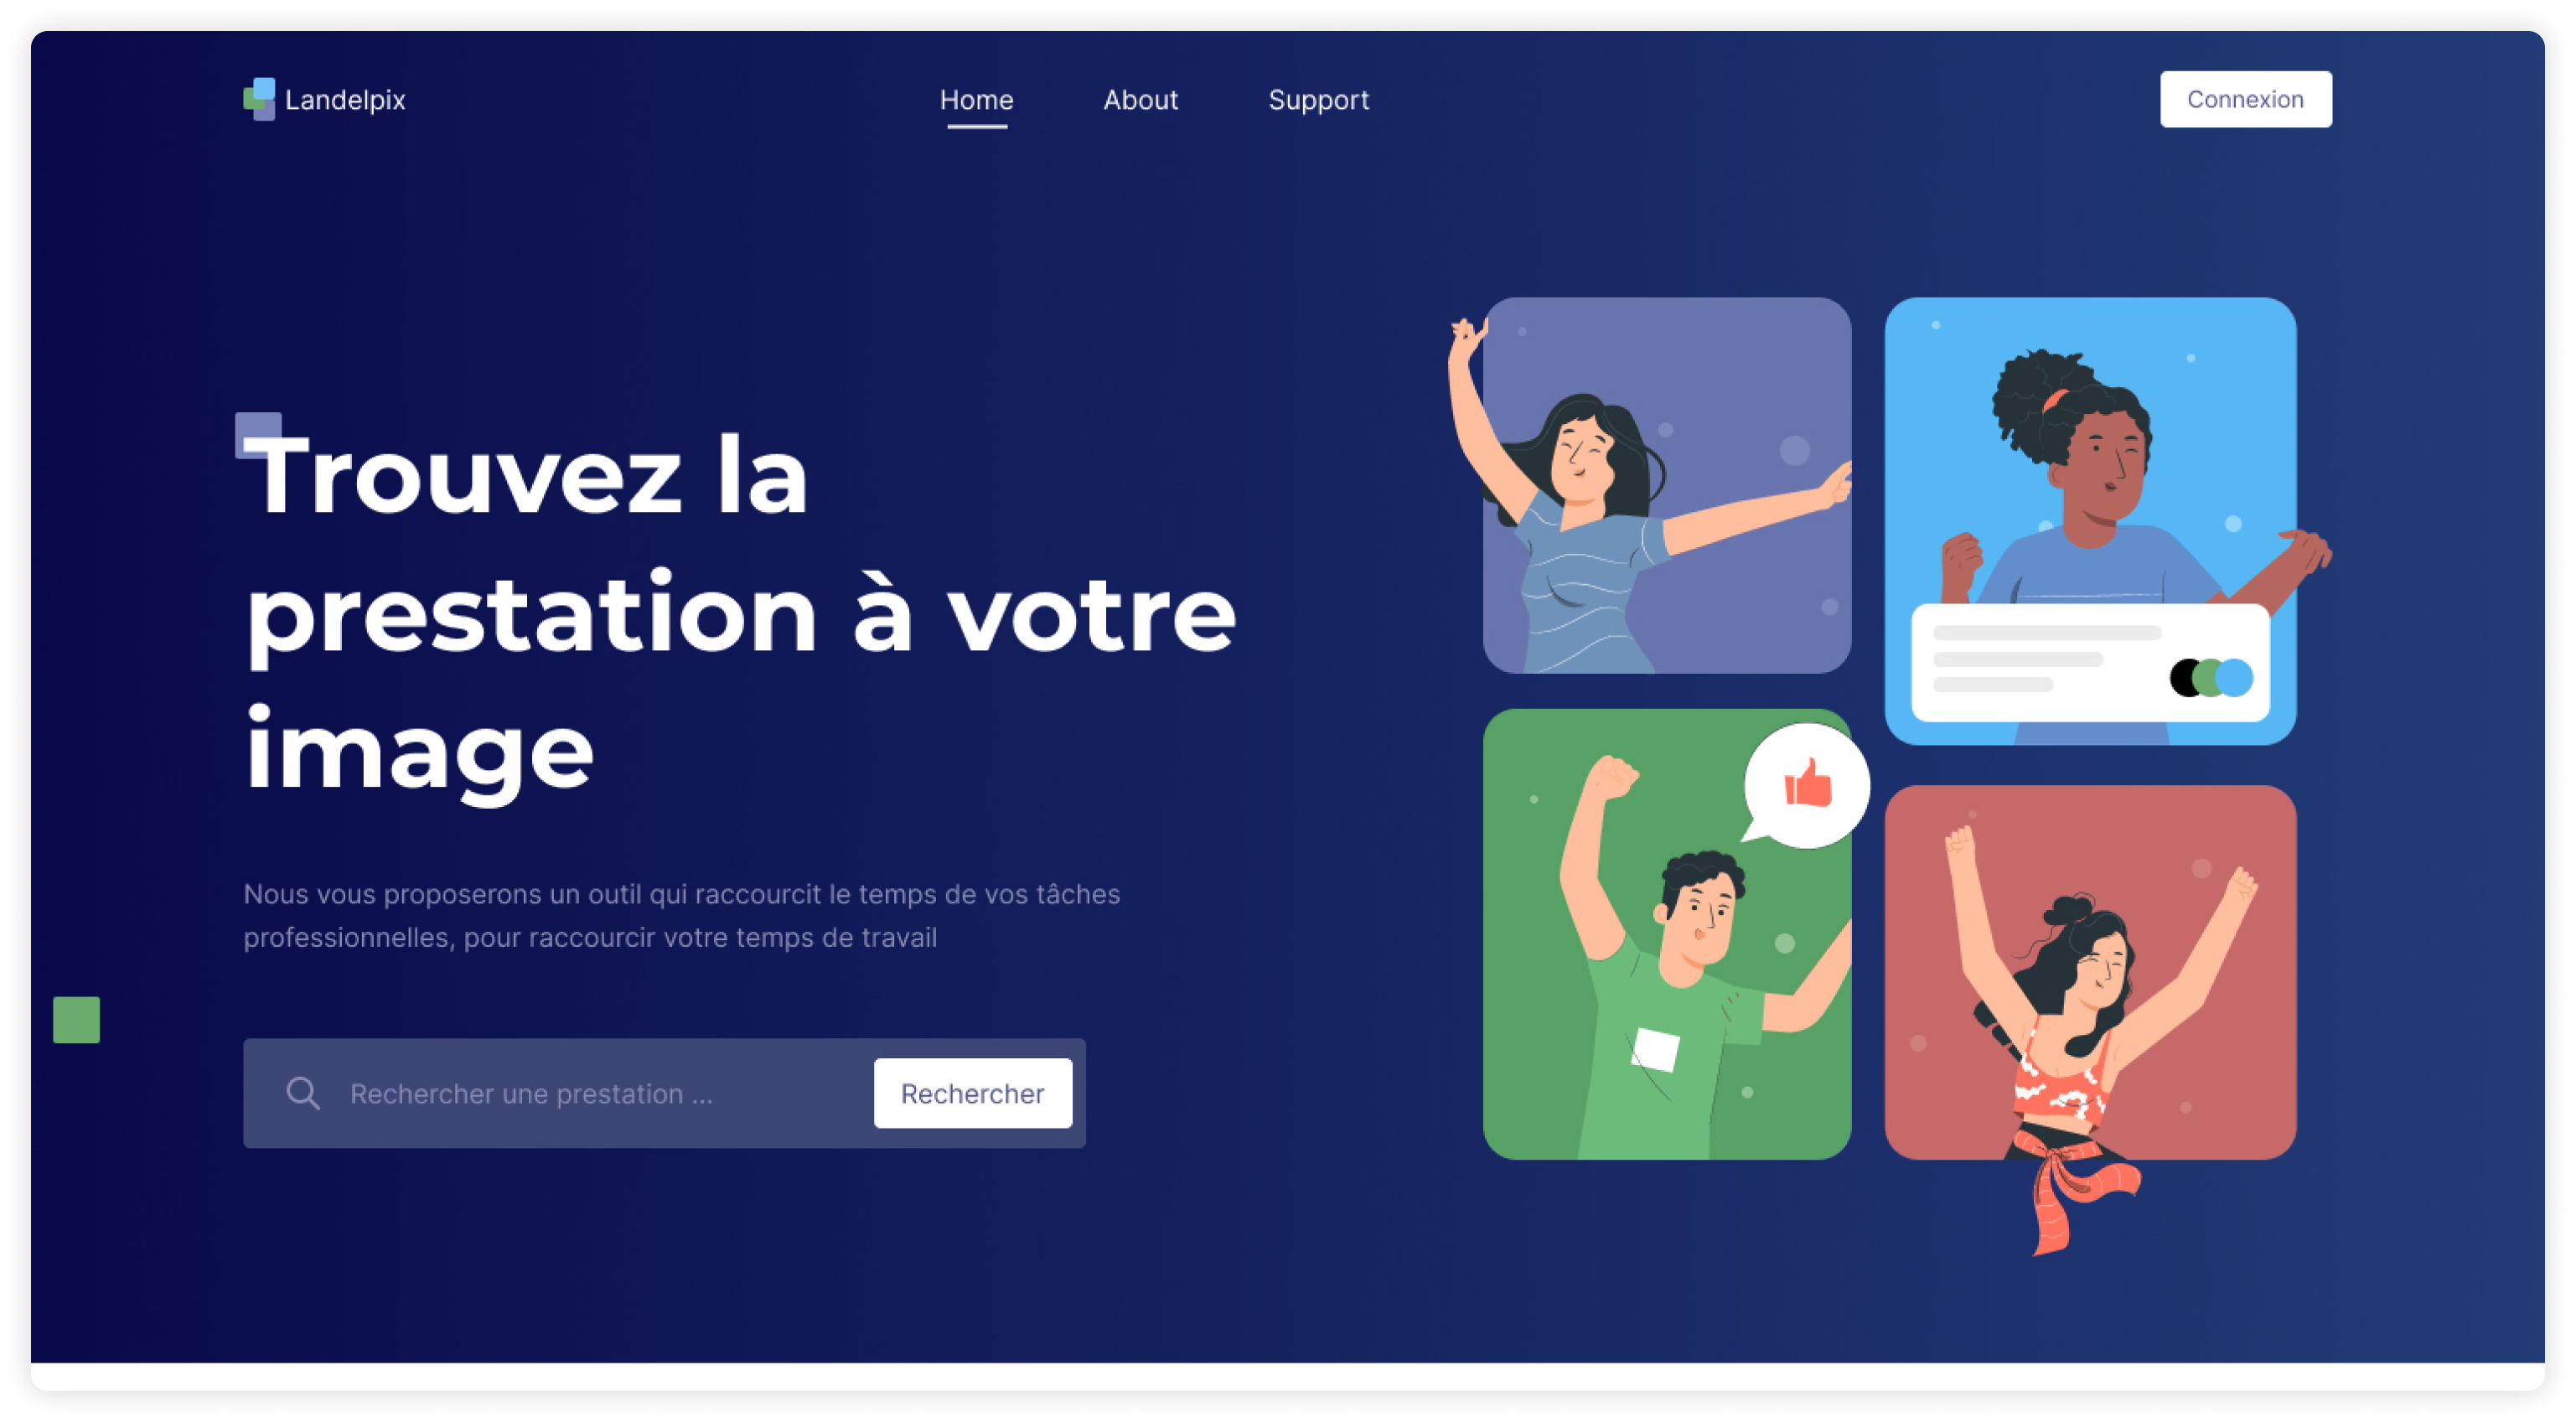 Landelpix
Home
About
Support
Connexion
Trouvez la
prestation à votre
image
Nous vous proposerons un outil qui raccourcit le temps de vos tâches
professionnelles, pour raccourcir votre temps de travail
Rechercher une prestation ...
Rechercher